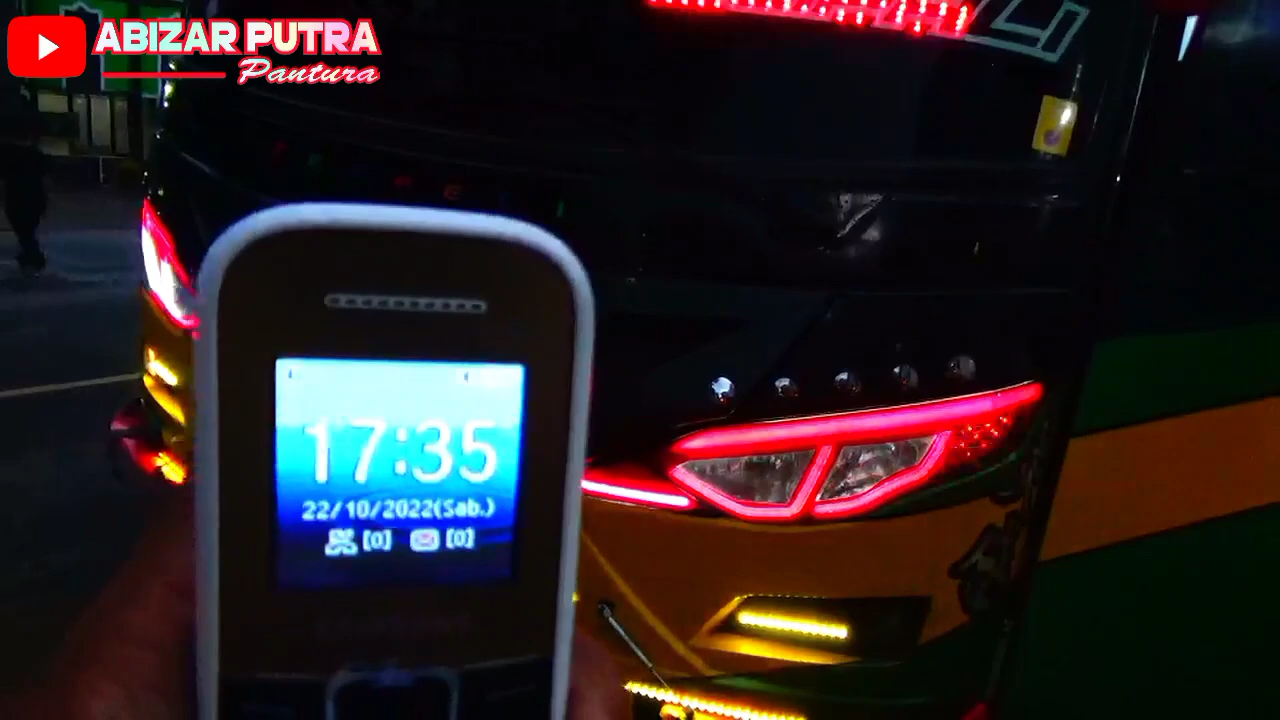 ABIZAR PUTRA
Pantura
17:35
22/10/2022(Sab.)
[0] [0]